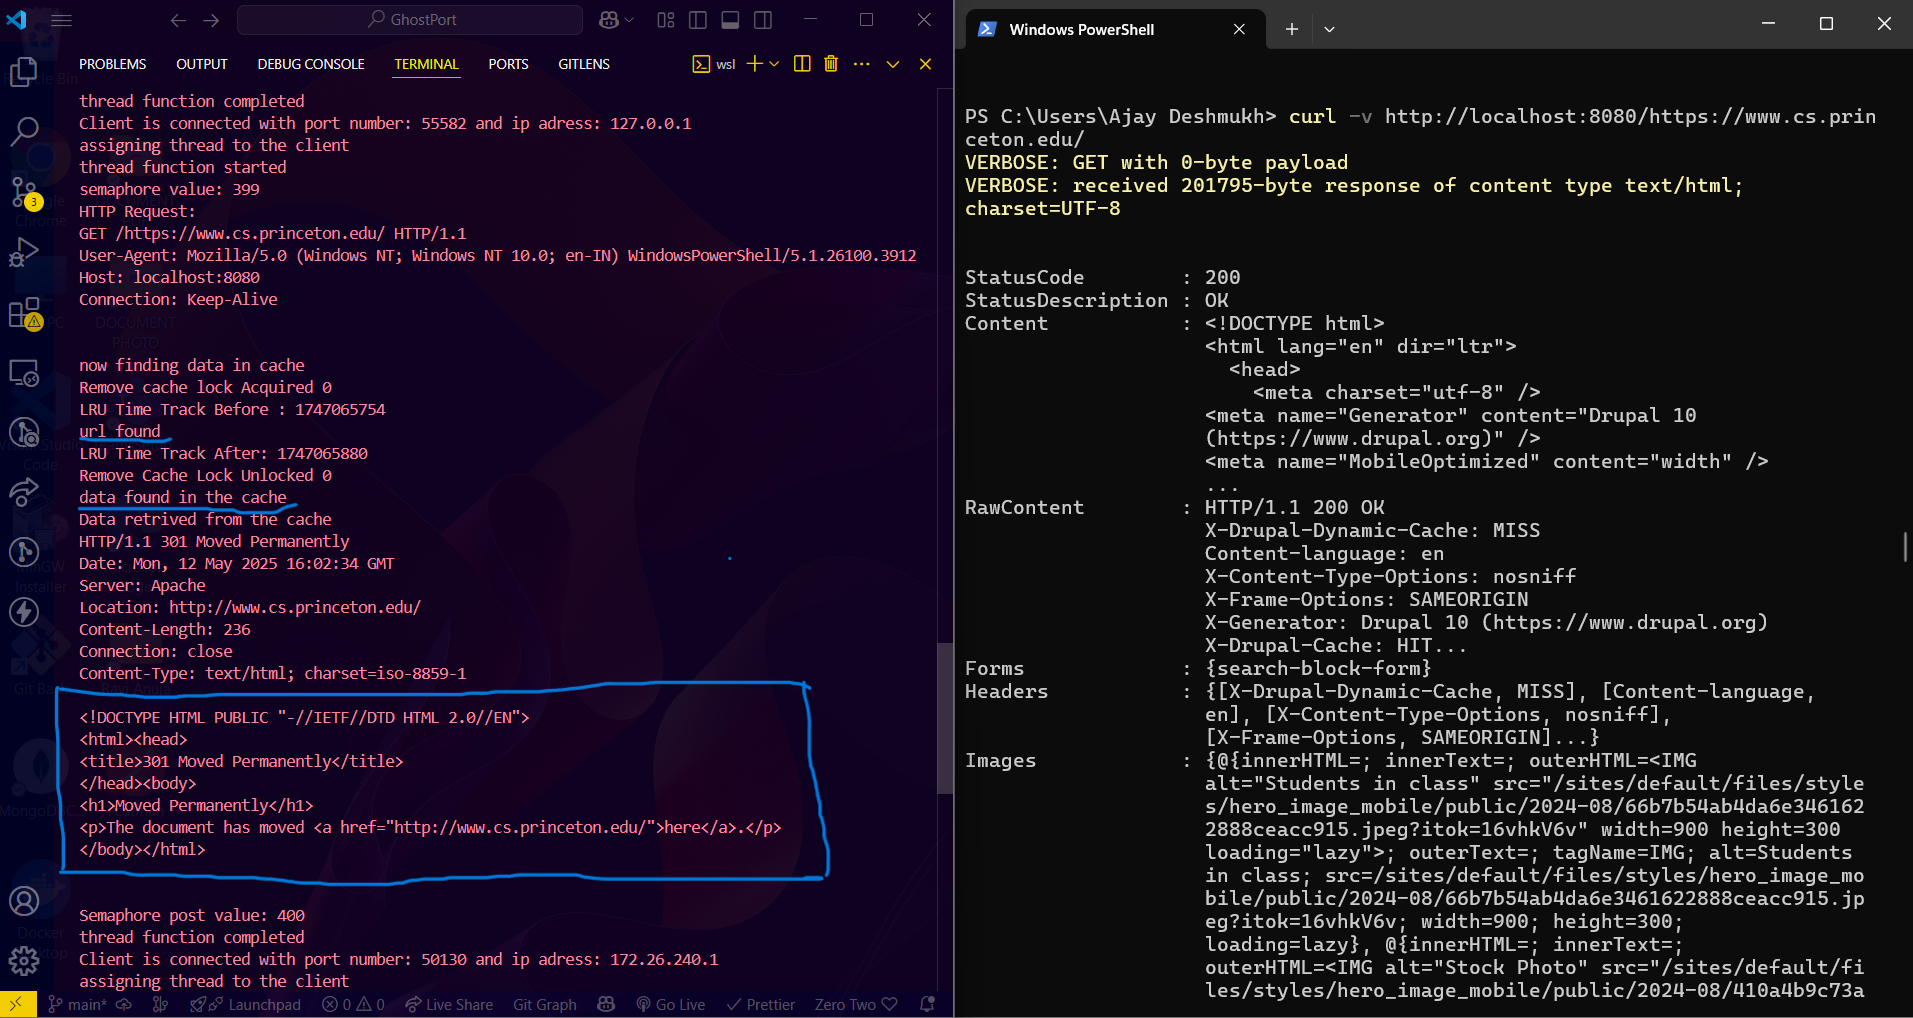 GhostPort
PROBLEMS OUTPUT DEBUG CONSOLE TERMINAL PORTS GITLENS wsl
thread function completed
Client is connected with port number: 55582 and ip adress: 127.0.0.1
assigning thread to the client
thread function started
semaphore value: 399
HTTP Request:
GET /https://www.cs.princeton.edu/ HTTP/1.1
User-Agent: Mozilla/5.0 (Windows NT; Windows NT 10.0; en-IN) WindowsPowerShell/5.1.26100.3912
Host: localhost:8080
Connection: Keep-Alive
now finding data in cache
Remove cache lock Acquired 0
LRU Time Track Before : 1747065754
url found
LRU Time Track After: 1747065880
Remove Cache Lock Unlocked 0
data found in the cache
Data retrived from the cache
HTTP/1.1 301 Moved Permanently
Date: Mon, 12 May 2025 16:02:34 GMT
Server: Apache
Location: http://www.cs.princeton.edu/
Content-Length: 236
Connection: close
Content-Type: text/html; charset=iso-8859-1
<!DOCTYPE HTML PUBLIC "-//IETF//DTD HTML 2.0//EN">
<html><head>
<title>301 Moved Permanently</title>
</head><body>
<h1>Moved Permanently</h1>
<p>The document has moved <a href="http://www.cs.princeton.edu/">here</a>.</p>
</body></html>
Semaphore post value: 400
thread function completed
Client is connected with port number: 50130 and ip adress: 172.26.240.1
assigning thread to the client
3
DOCUMENT
PHOTO
main* Launchpad 0 0 Live Share Git Graph Go Live Prettier Zero Two
Windows PowerShell
PS C:\Users\Ajay Deshmukh> curl -v http://localhost:8080/https://www.cs.prin
ceton.edu/
VERBOSE: GET with 0-byte payload
VERBOSE: received 201795-byte response of content type text/html;
charset=UTF-8
StatusCode : 200
StatusDescription : OK
Content : <!DOCTYPE html>
<html lang="en" dir="ltr">
<head>
<meta charset="utf-8" />
<meta name="Generator" content="Drupal 10
(https://www.drupal.org)" />
<meta name="MobileOptimized" content="width" />
...
RawContent : HTTP/1.1 200 OK
X-Drupal-Dynamic-Cache: MISS
Content-language: en
X-Content-Type-Options: nosniff
X-Frame-Options: SAMEORIGIN
X-Generator: Drupal 10 (https://www.drupal.org)
X-Drupal-Cache: HIT...
Forms : {search-block-form}
Headers : {[X-Drupal-Dynamic-Cache, MISS], [Content-language,
en], [X-Content-Type-Options, nosniff],
[X-Frame-Options, SAMEORIGIN]...}
Images : {@{innerHTML=; innerText=; outerHTML=<IMG
alt="Students in class" src="/sites/default/files/style
s/hero_image_mobile/public/2024-08/66b7b54ab4da6e346162
2888ceacc915.jpeg?itok=16vhkV6v" width=900 height=300
loading="lazy">; outerText=; tagName=IMG; alt=Students
in class; src=/sites/default/files/styles/hero_image_mo
bile/public/2024-08/66b7b54ab4da6e3461622888ceacc915.jp
eg?itok=16vhkV6v; width=900; height=300;
loading=lazy}, @{innerHTML=; innerText=;
outerHTML=<IMG alt="Stock Photo" src="/sites/default/fi
les/styles/hero_image_mobile/public/2024-08/410a4b9c73a